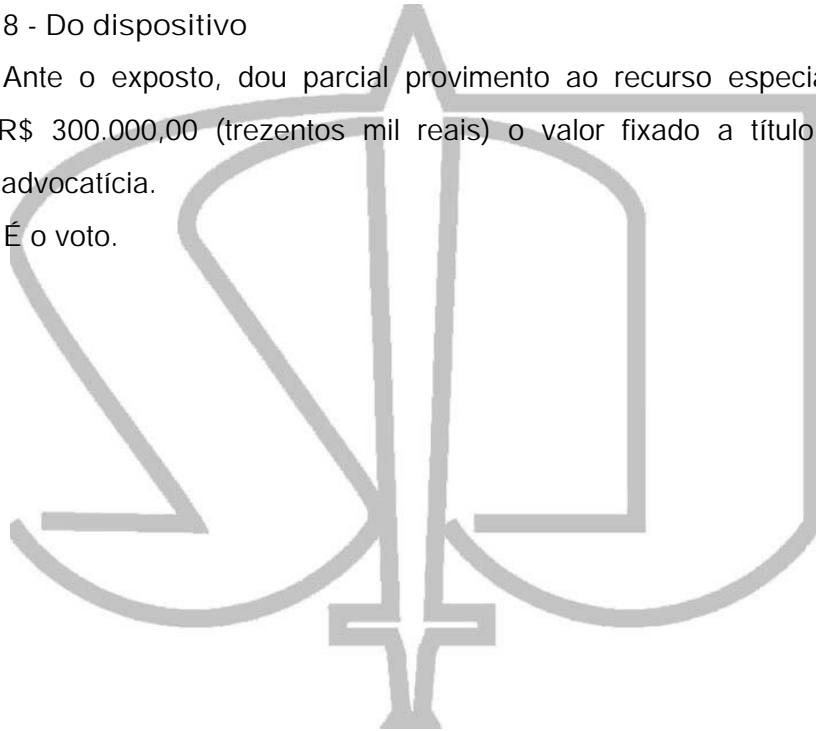 8 - Do dispositivo
Ante o exposto, dou parcial provimento ao recurso
R$ 300.000,00 (trezentos mil reais) o valor fixado a título
advocatícia.
É o voto.